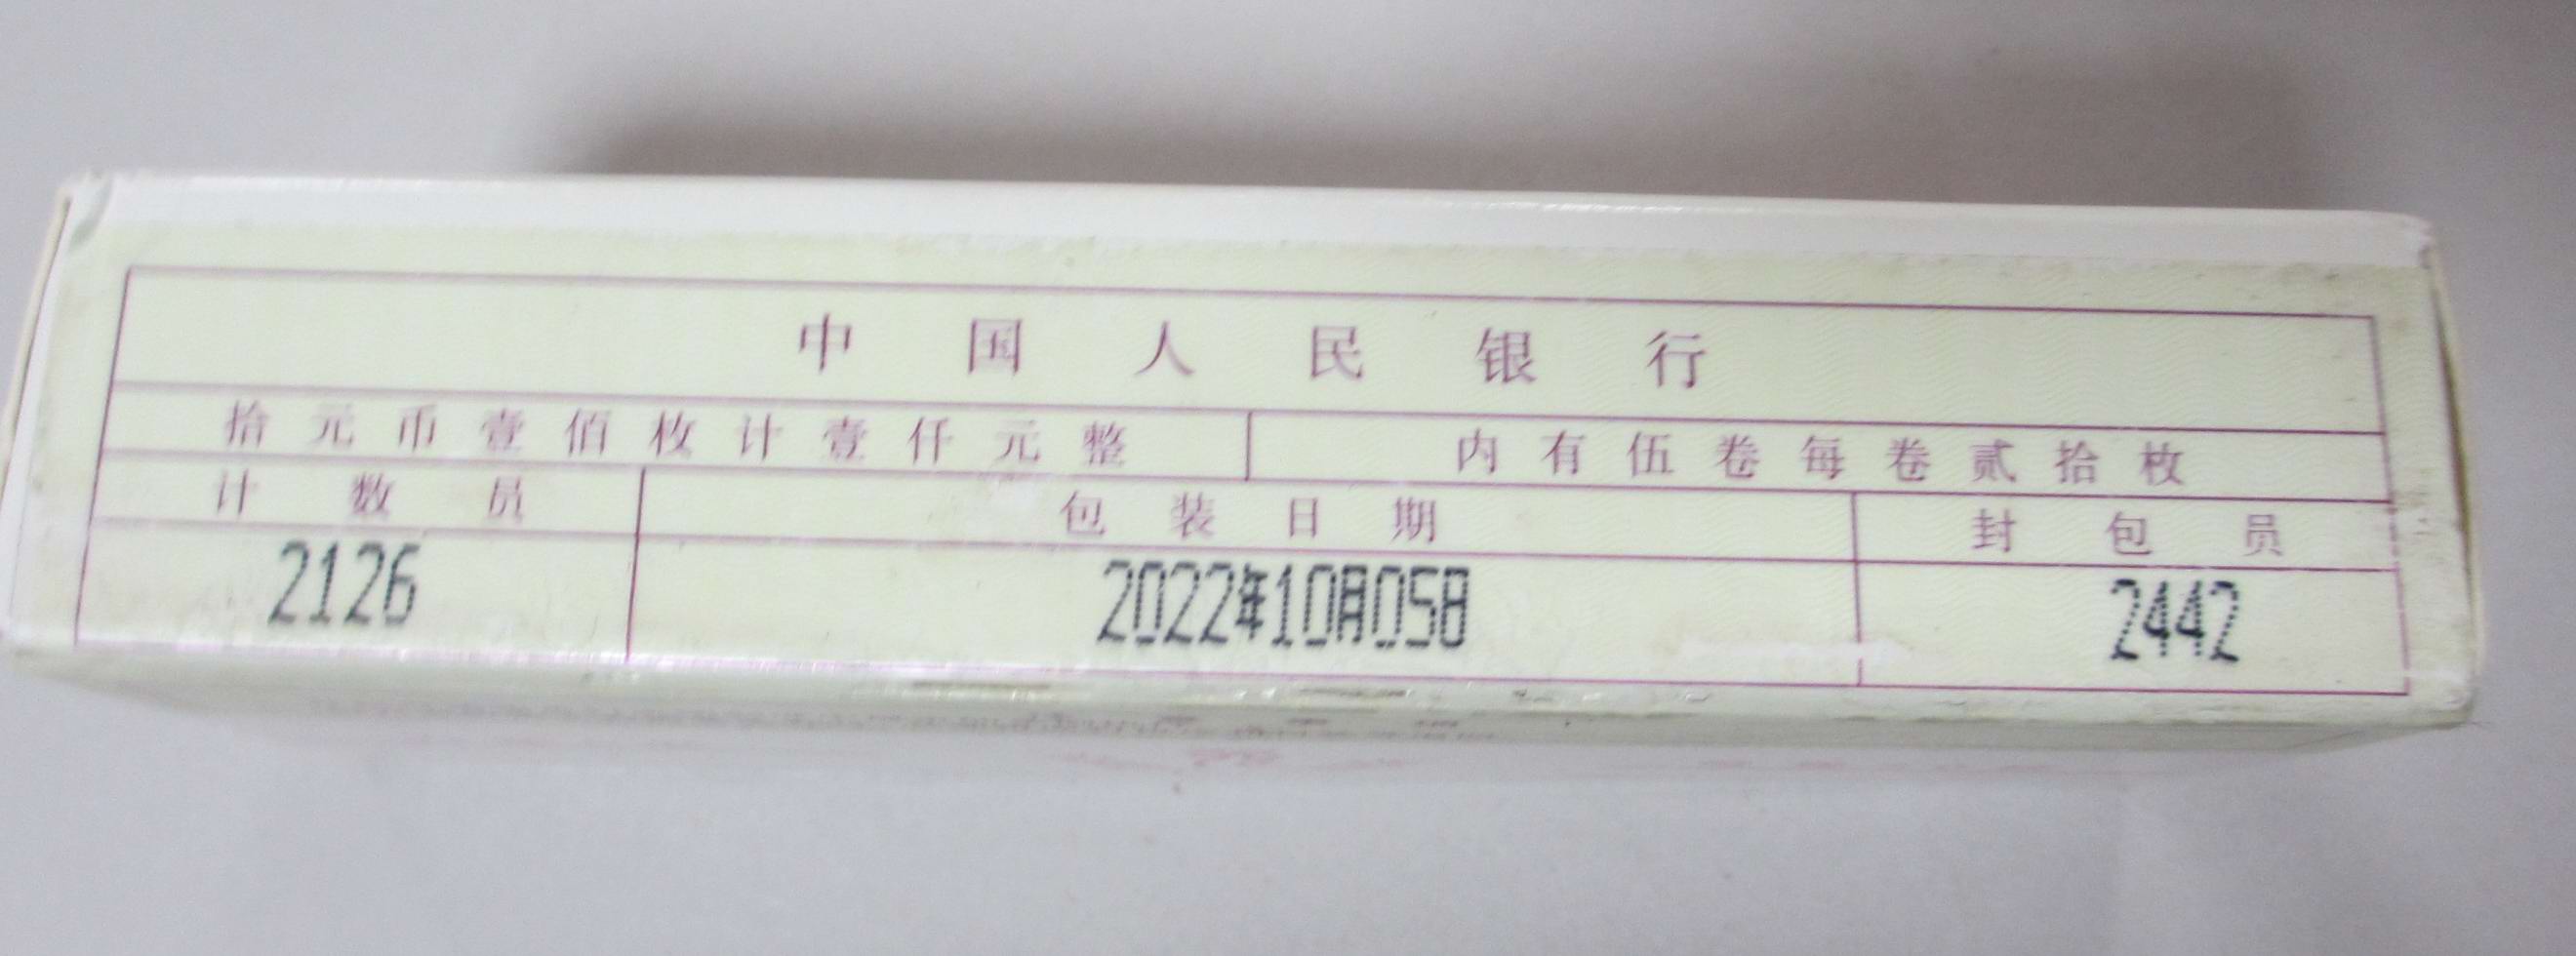 中国人民银行
拾元币壹佰枚计壹仟元整 内有伍卷每卷贰拾枚
计数员 包装日期 封包员
2126 2022年10月05日 2442